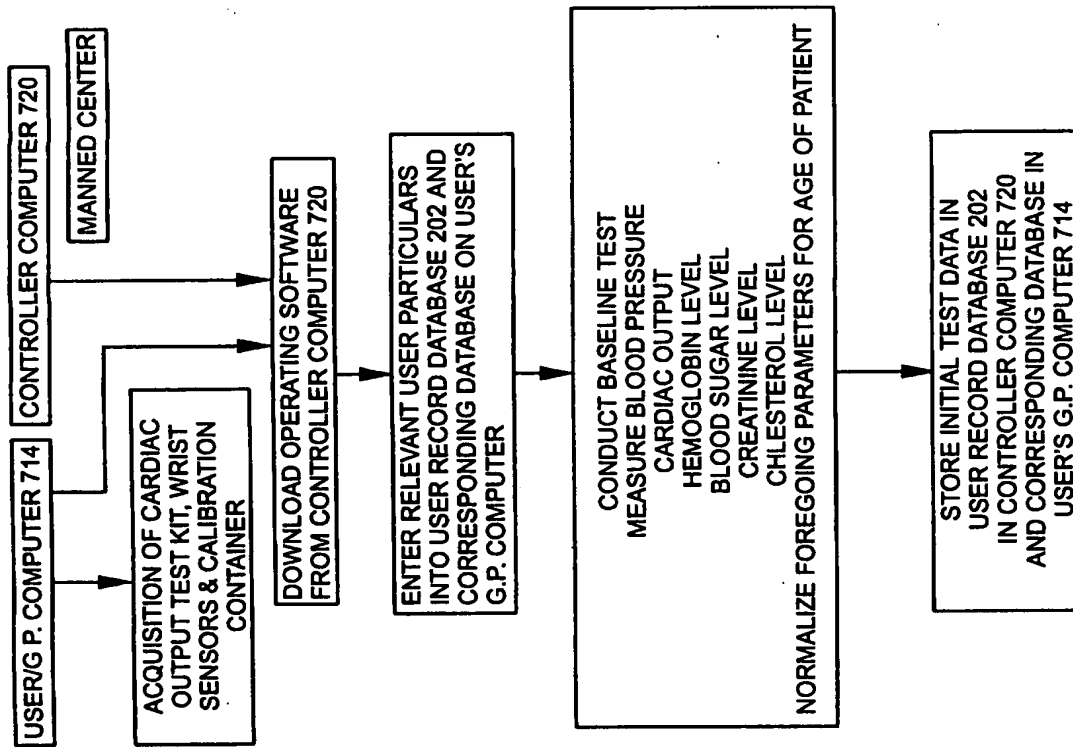 USER/G P. COMPUTER 714
CONTROLLER COMPUTER 720
MANNED CENTER
ACQUISITION OF CARDIAC
OUTPUT TEST KIT, WRIST
SENSORS & CALIBRATION
CONTAINER
DOWNLOAD OPERATING SOFTWARE
FROM CONTROLLER COMPUTER 720
ENTER RELEVANT USER PARTICULARS
INTO USER RECORD DATABASE 202 AND
CORRESPONDING DATABASE ON USER'S
G.P. COMPUTER
CONDUCT BASELINE TEST
MEASURE BLOOD PRESSURE
CARDIAC OUTPUT
HEMOGLOBIN LEVEL
BLOOD SUGAR LEVEL
CREATININE LEVEL
CHLESTEROL LEVEL
NORMALIZE FOREGOING PARAMETERS FOR AGE OF PATIENT
STORE INITIAL TEST DATA IN
USER RECORD DATABASE 202
IN CONTROLLER COMPUTER 720
AND CORRESPONDING DATABASE IN
USER'S G.P. COMPUTER 714